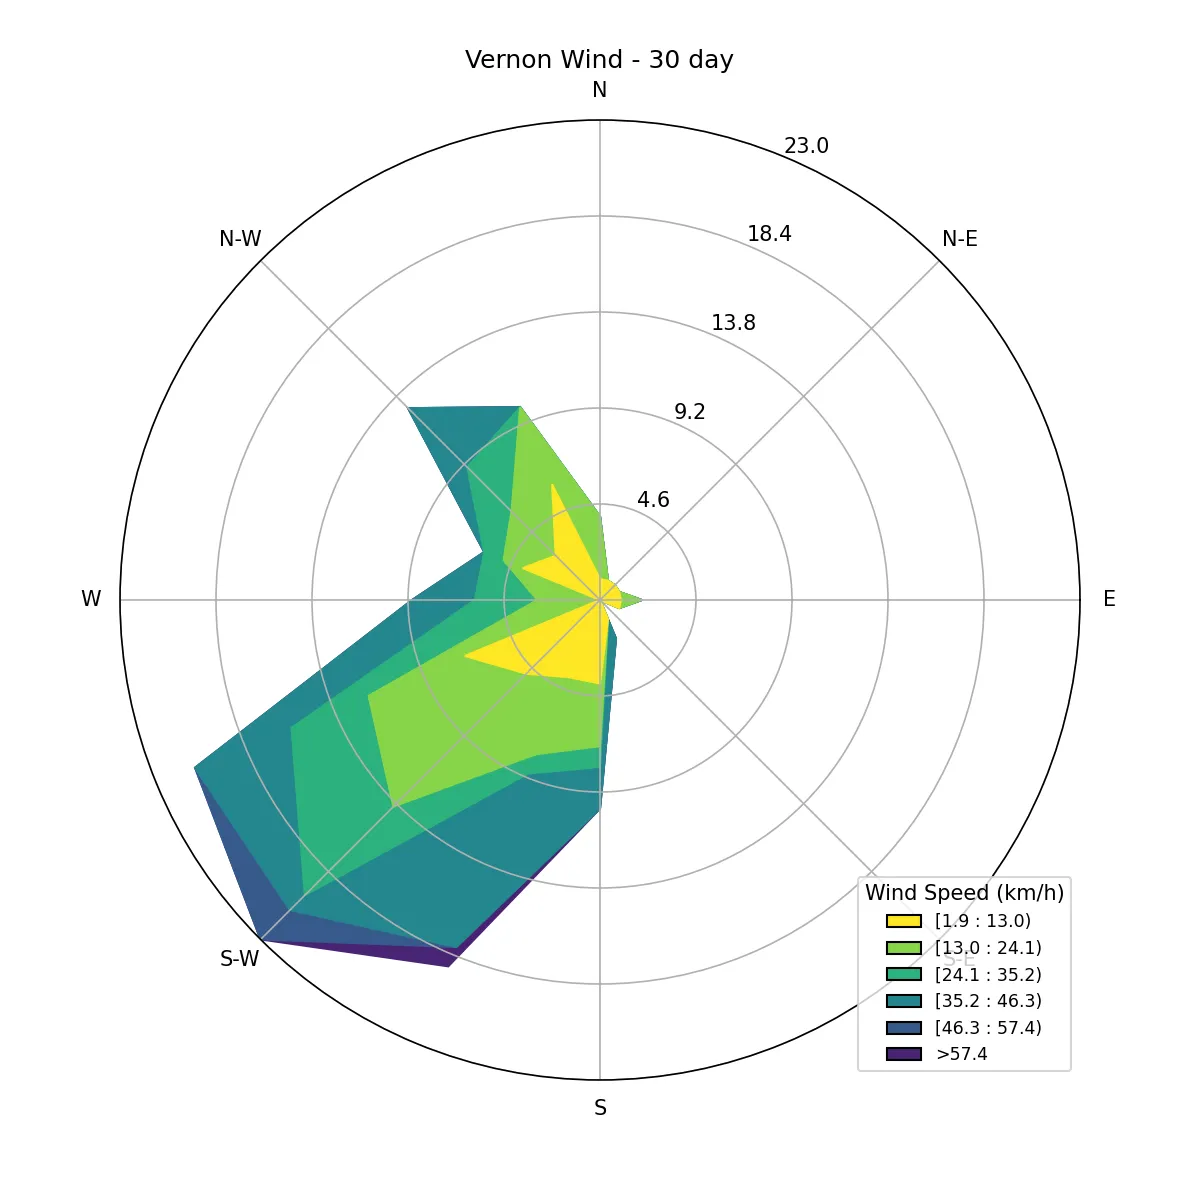 Vernon Wind - 30 day
N
23.0
N-W
18.4
N-E
13.8
9.2
4.6
W
E
S-W
S-E
S
Wind Speed (km/h)
[1.9 : 13.0)
[13.0 : 24.1)
[24.1 : 35.2)
[35.2 : 46.3)
[46.3 : 57.4)
>57.4